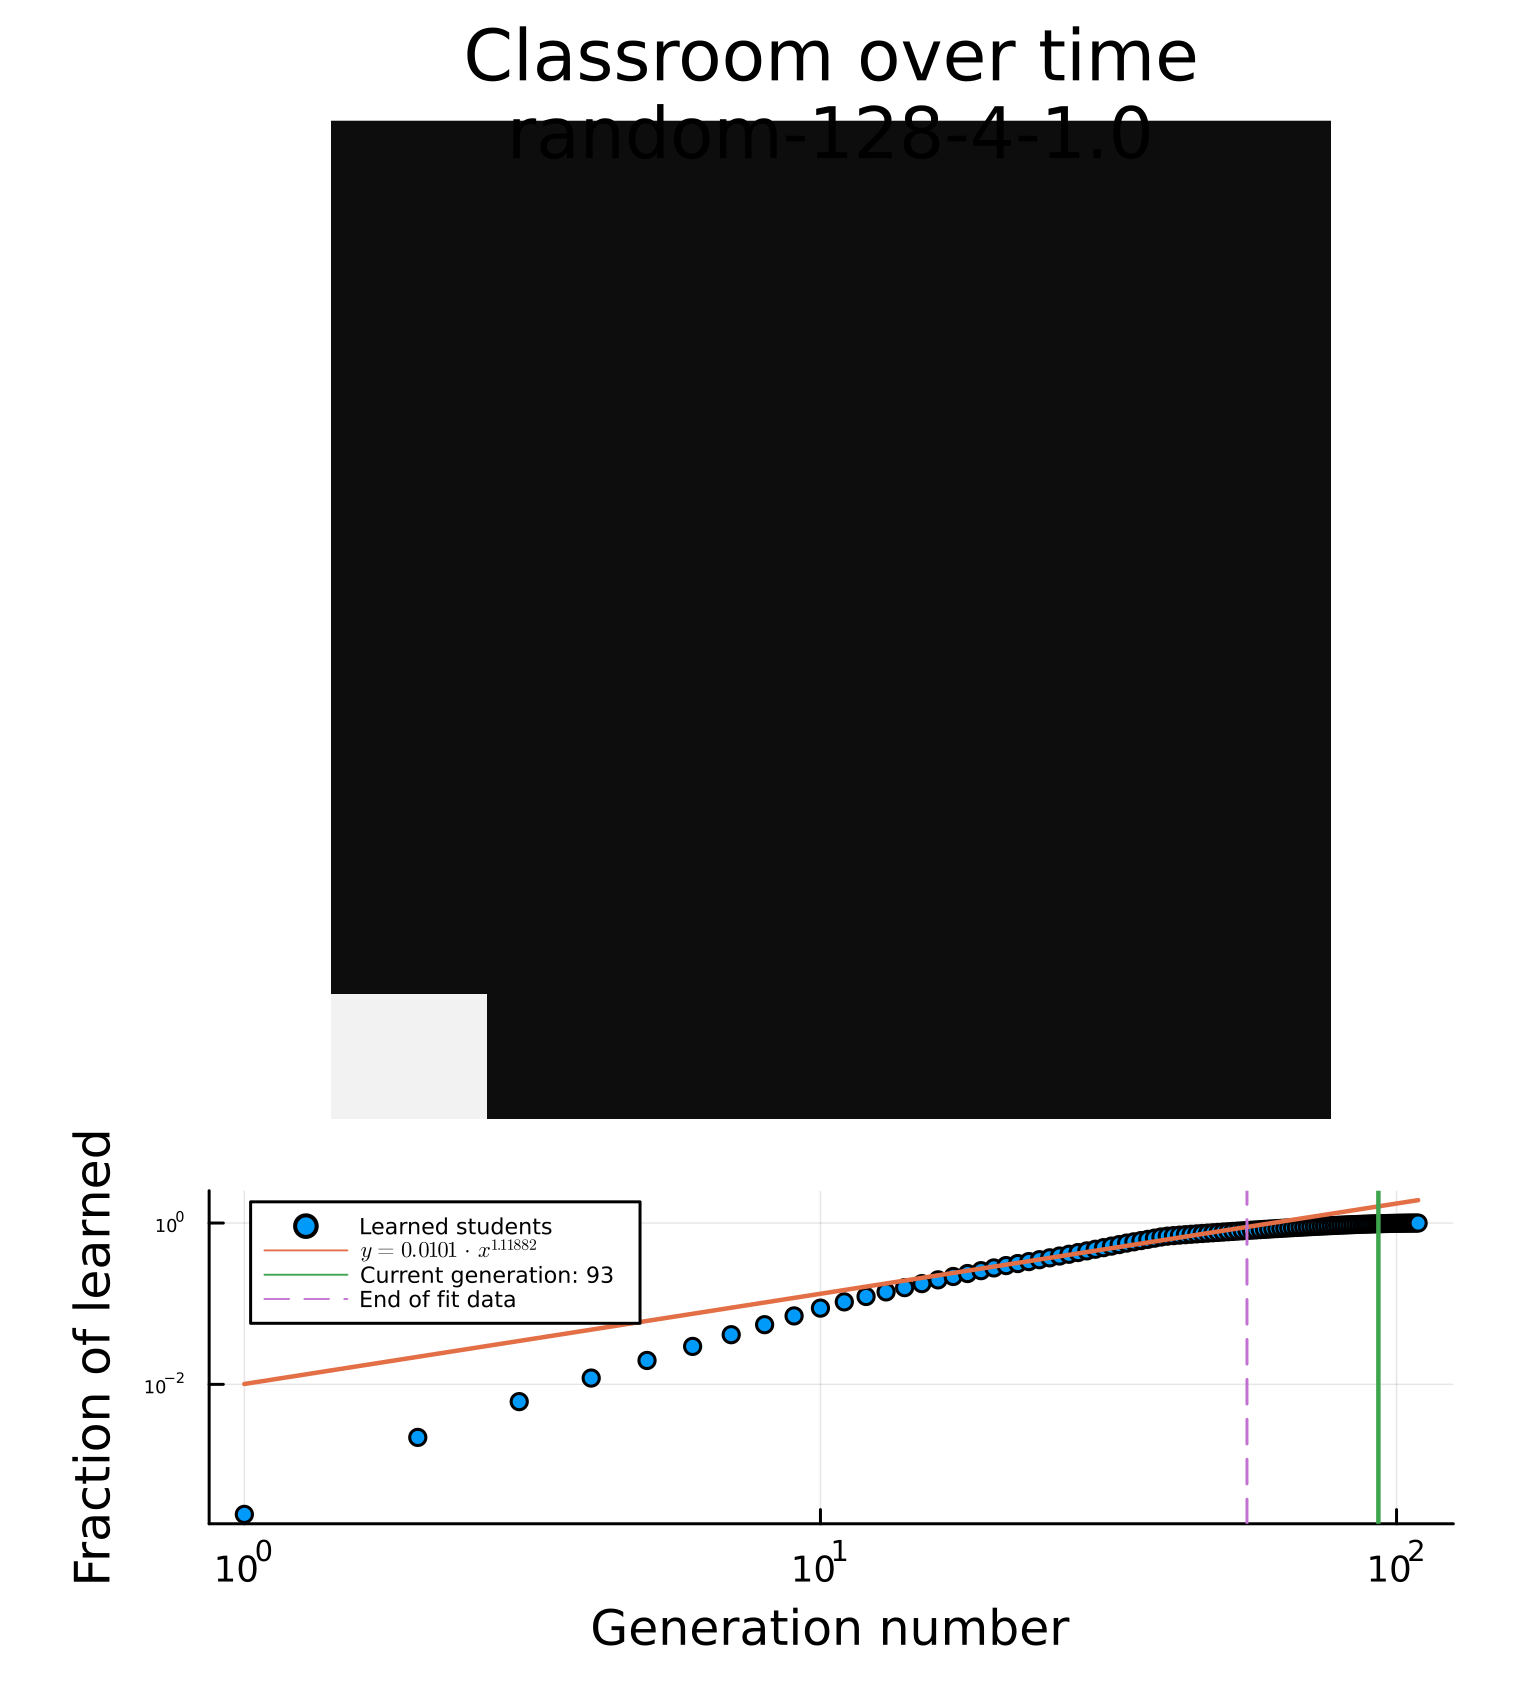 Classroom over time
random-128-4-1.0
Fraction of learned
10^0
10^-2
Learned students
y = 0.0101 · x^1.11882
Current generation: 93
End of fit data
10^0
10^1
10^2
Generation number